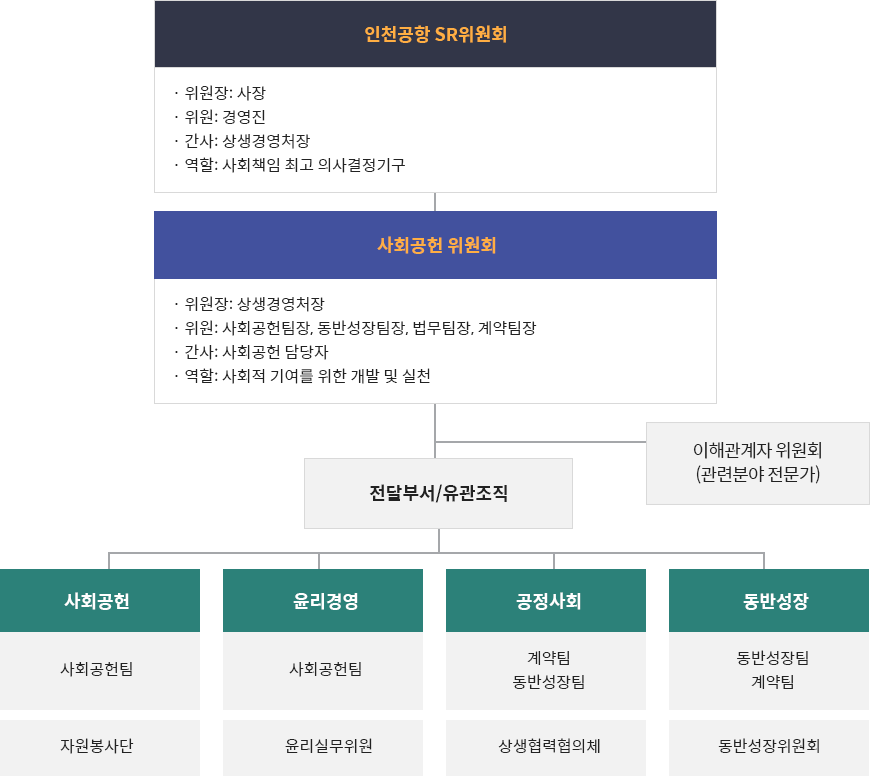 인천공항 SR위원회
· 위원장: 사장
· 위원: 경영진
· 간사: 상생경영처장
· 역할: 사회책임 최고 의사결정기구
사회공헌 위원회
· 위원장: 상생경영처장
· 위원: 사회공헌팀장, 동반성장팀장, 법무팀장, 계약팀장
· 간사: 사회공헌 담당자
· 역할: 사회적 기여를 위한 개발 및 실천
이해관계자 위원회
(관련분야 전문가)
전달부서/유관조직
사회공헌
사회공헌팀
자원봉사단
윤리경영
사회공헌팀
윤리실무위원
공정사회
계약팀
동반성장팀
상생협력협의체
동반성장
동반성장팀
계약팀
동반성장위원회